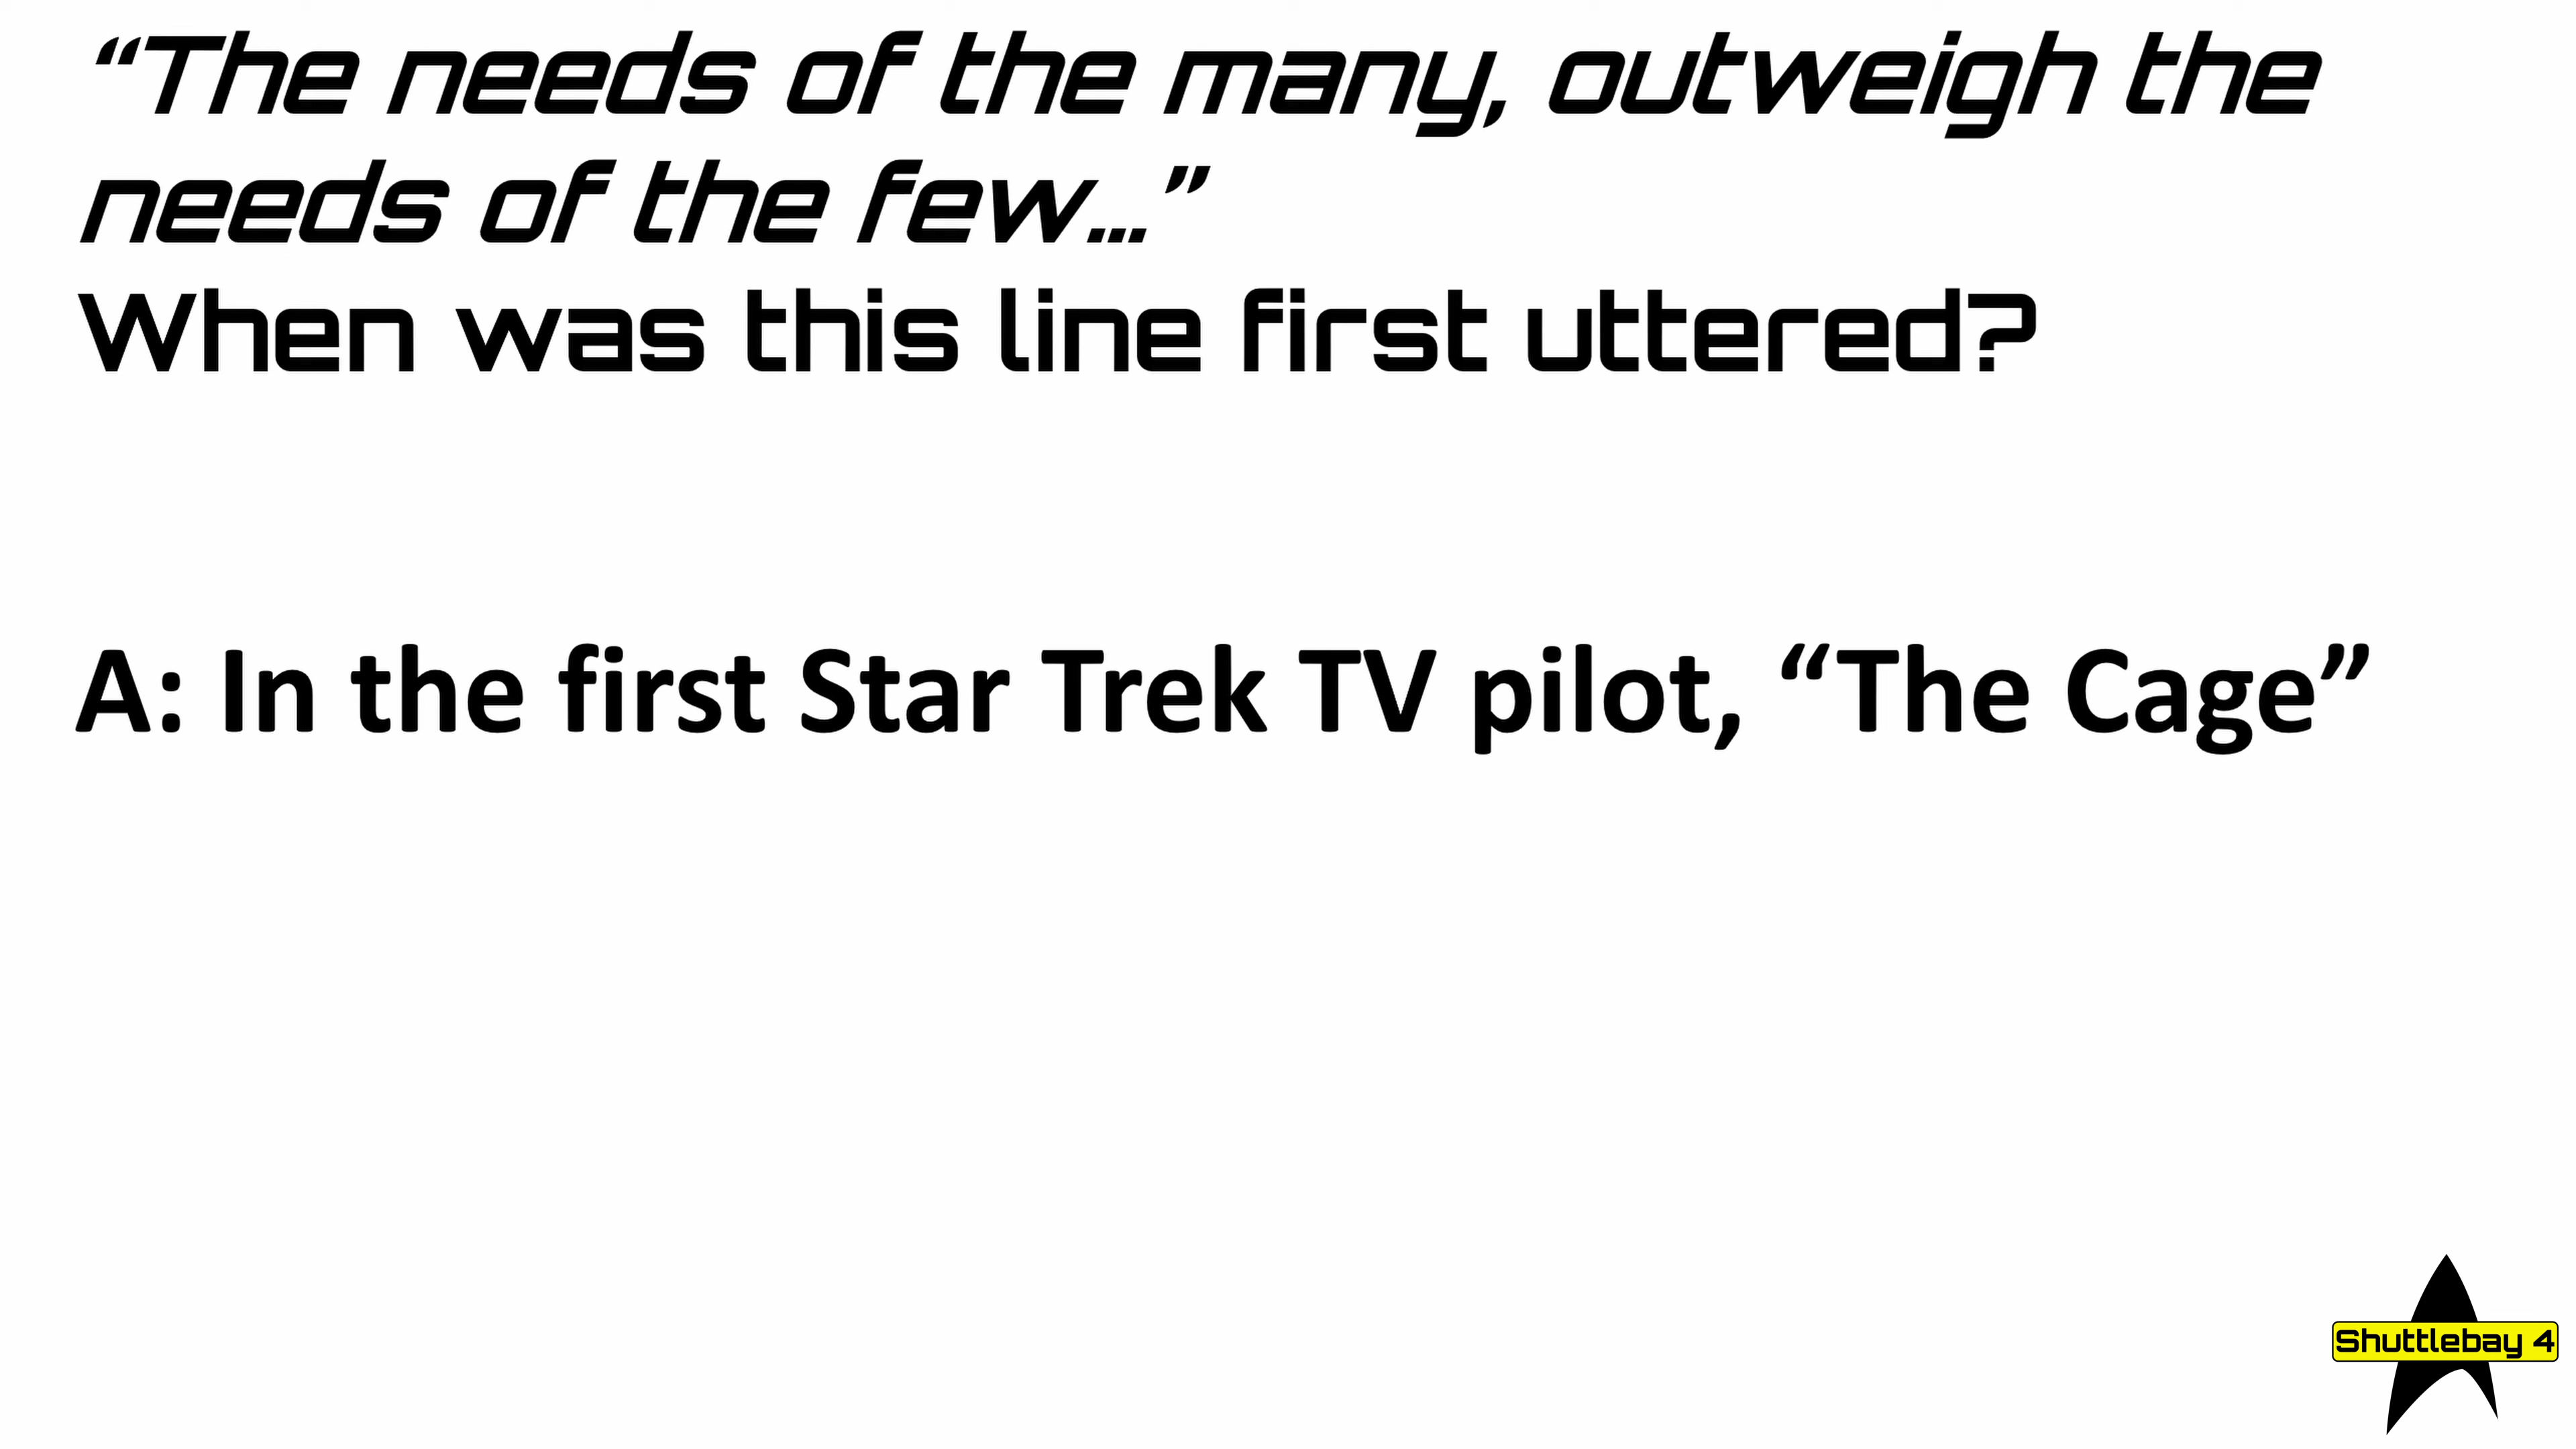 “The needs of the many, outweigh the
needs of the few...”
When was this line first uttered?
A: In the first Star Trek TV pilot, “The Cage”
Shuttlebay 4